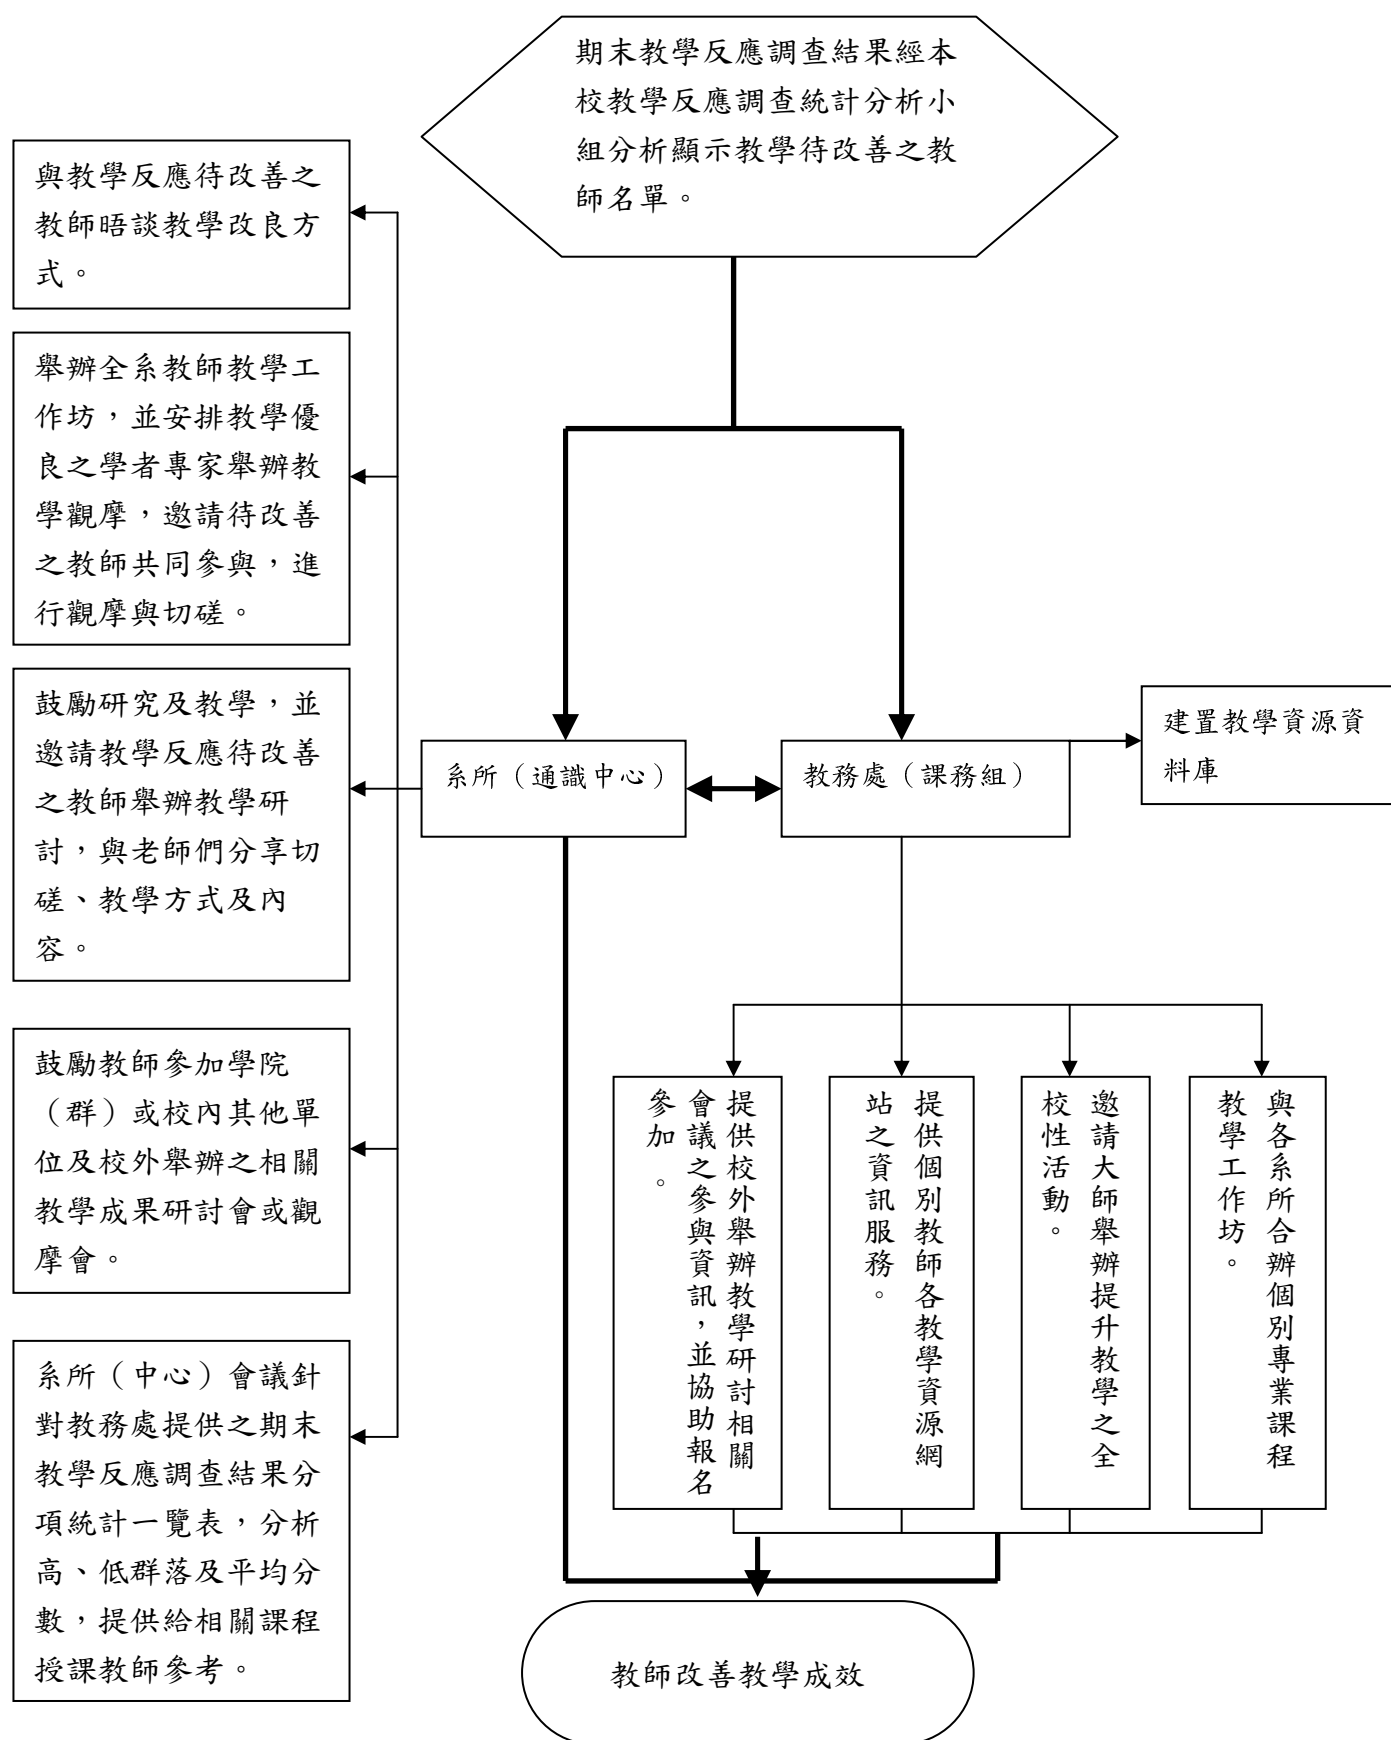 期末教學反應調查結果經本
校教學反應調查統計分析小
組分析顯示教學待改善之教
師名單。
與教學反應待改善之
教師晤談教學改良方
式。
舉辦全系教師教學工
作坊，並安排教學優
良之學者專家舉辦教
學觀摩，邀請待改善
之教師共同參與，進
行觀摩與切磋。
鼓勵研究及教學，並
邀請教學反應待改善
之教師舉辦教學研
討，與老師們分享切
磋、教學方式及內
容。
鼓勵教師參加學院
（群）或校內其他單
位及校外舉辦之相關
教學成果研討會或觀
摩會。
系所（中心）會議針
對教務處提供之期末
教學反應調查結果分
項統計一覽表，分析
高、低群落及平均分
數，提供給相關課程
授課教師參考。
系所（通識中心）
教務處（課務組）
建置教學資源資
料庫
提供校外舉辦教學研討相關
會議之參與資訊，並協助報名
參加。
提供個別教師各教學資源網
站之資訊服務。
邀請大師舉辦提升教學之全
校性活動。
與各系所合辦個別專業課程
教學工作坊。
教師改善教學成效